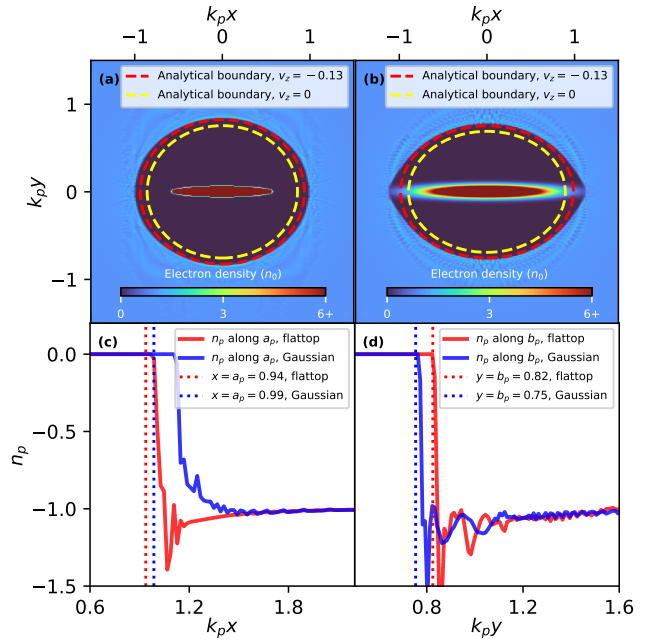 k_p x
k_p x
−1 0 1
−1 0 1
(a)
Analytical boundary, v_z = −0.13
Analytical boundary, v_z = 0
(b)
Analytical boundary, v_z = −0.13
Analytical boundary, v_z = 0
k_p y
1
0
−1
Electron density (n_0)
0 3 6+
Electron density (n_0)
0 3 6+
(c)
n_p along a_p, flattop
n_p along a_p, Gaussian
x = a_p = 0.94, flattop
x = a_p = 0.99, Gaussian
(d)
n_p along b_p, flattop
n_p along b_p, Gaussian
y = b_p = 0.82, flattop
y = b_p = 0.75, Gaussian
n_p
0.0
−0.5
−1.0
−1.5
0.6 1.2 1.8
0.8 1.2 1.6
k_p x
k_p y